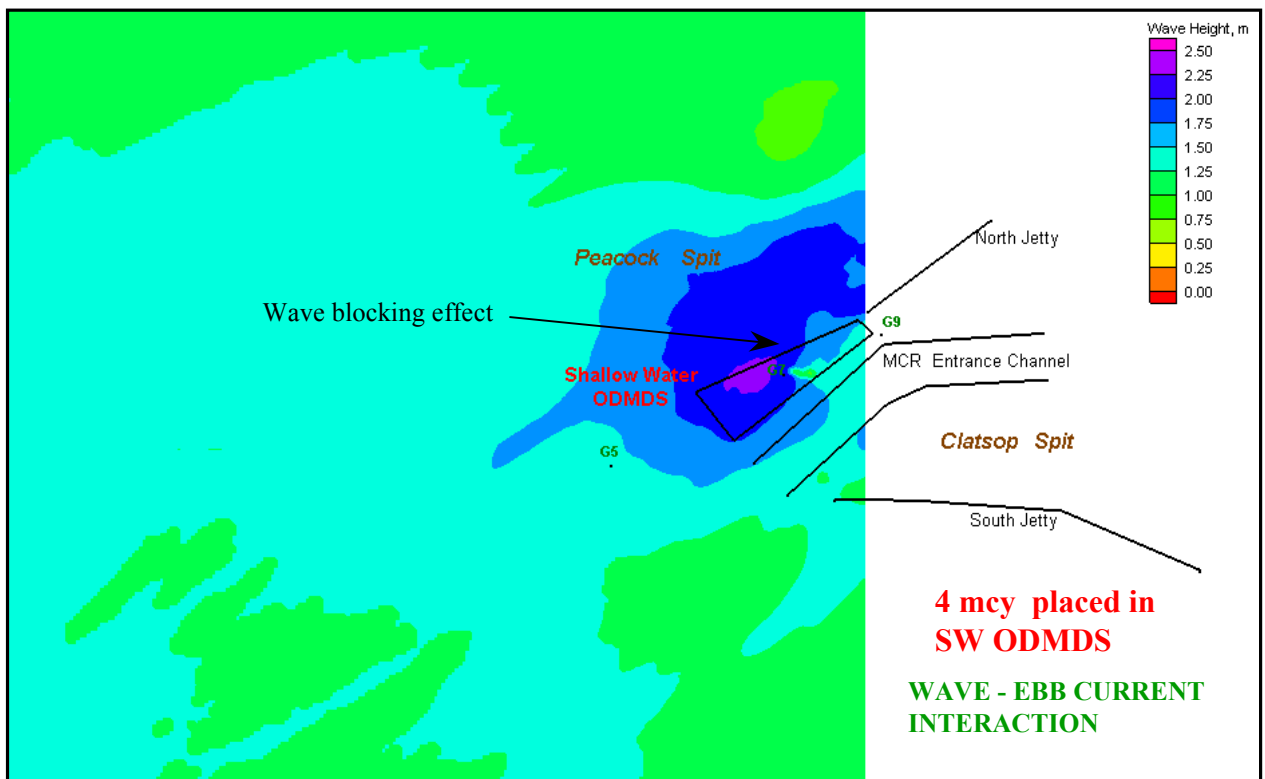 Wave Height, m
2.50
2.25
2.00
1.75
1.50
1.25
1.00
0.75
0.50
0.25
0.00
North Jetty
Peacock Spit
Wave blocking effect
G9
MCR Entrance Channel
G7
Shallow Water
ODMDS
Clatsop Spit
G5
South Jetty
4 mcy placed in
SW ODMDS
WAVE - EBB CURRENT
INTERACTION